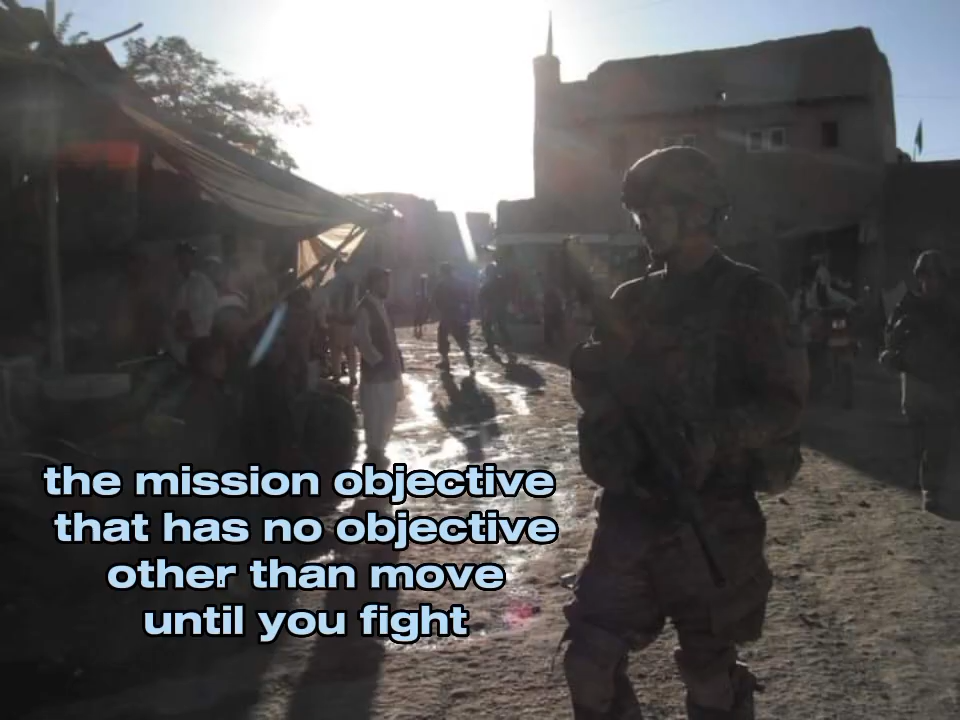 the mission objective
that has no objective
other than move
until you fight